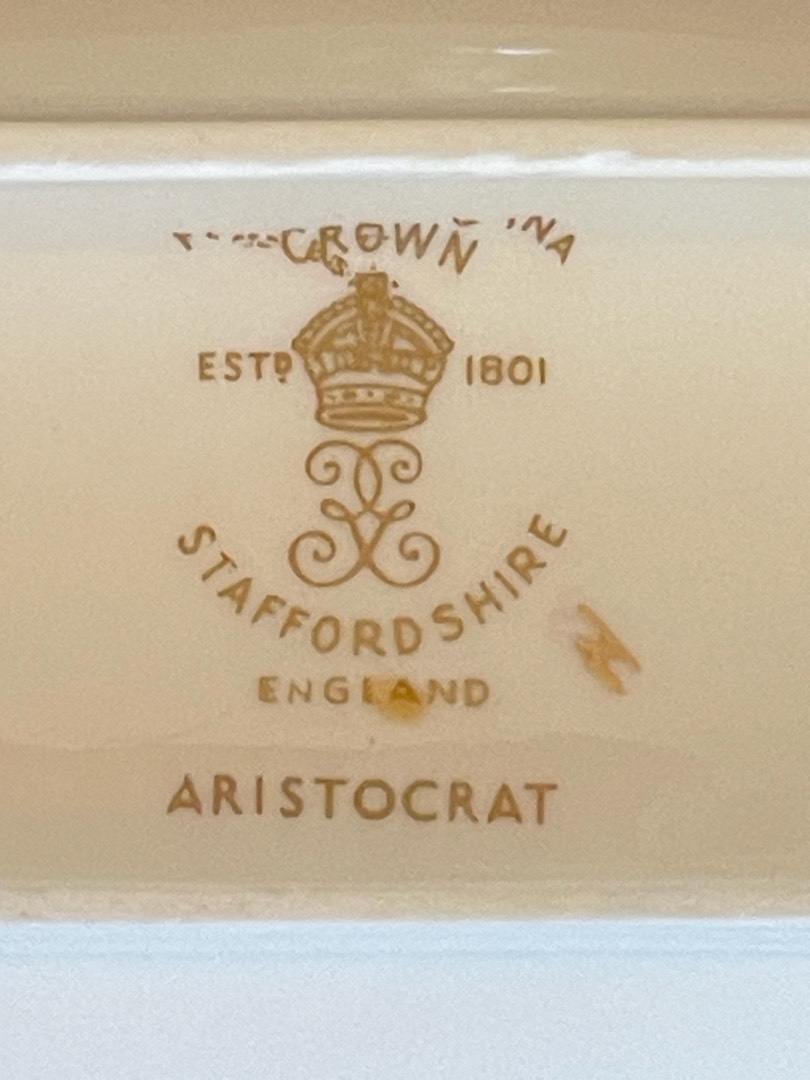 CROWN
ESTD 1801
STAFFORDSHIRE
ENGLAND
ARISTOCRAT